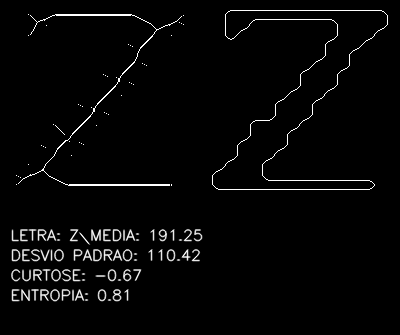 Z Z
LETRA: Z\MEDIA: 191.25
DESVIO PADRAO: 110.42
CURTOSE: -0.67
ENTROPIA: 0.81